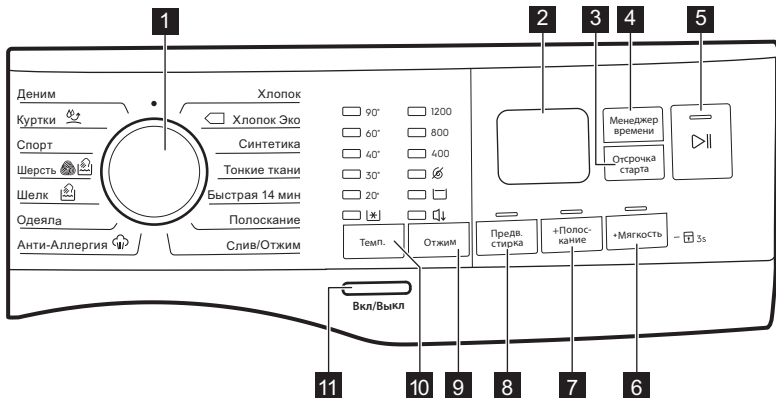 1
2
3
4
5
Деним
Куртки
Спорт
Шерсть
Шелк
Одеяла
Анти-Аллергия
Хлопок
Хлопок Эко
Синтетика
Тонкие ткани
Быстрая 14 мин
Полоскание
Слив/Отжим
90°
60°
40°
30°
20°
1200
800
400
Темп.
Отжим
Менеджер
времени
Отсрочка
старта
Предв.
стирка
+Полос-
кание
+Мягкость
3s
Вкл/Выкл
11
10
9
8
7
6